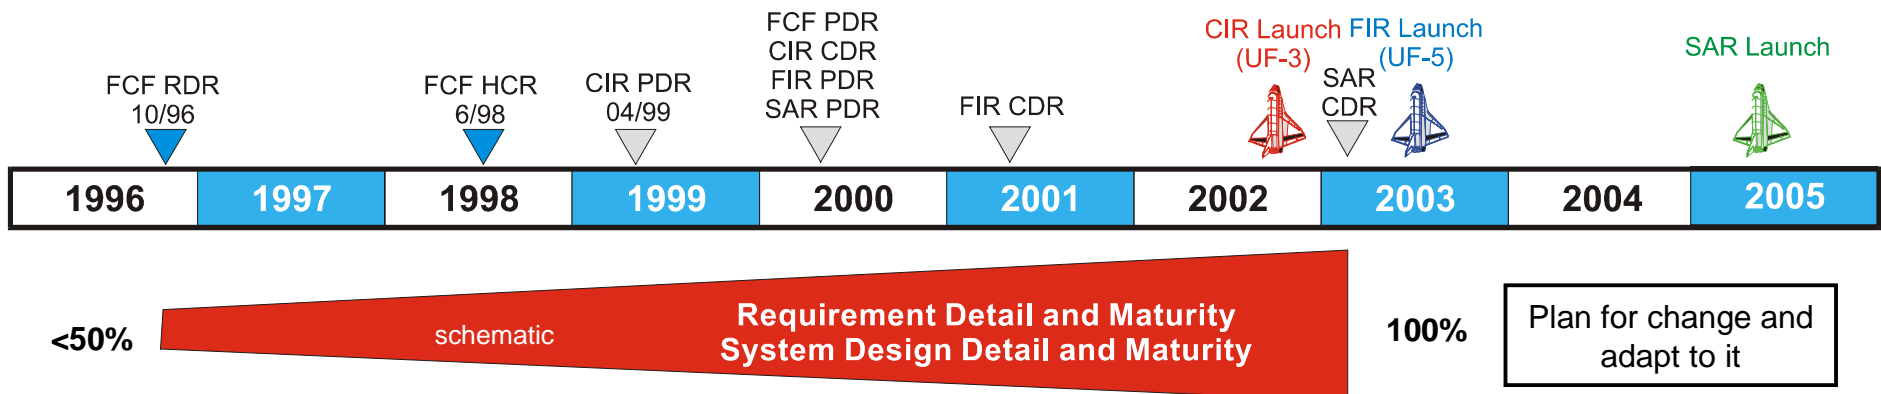 FCF RDR
10/96
FCF HCR
6/98
CIR PDR
04/99
FCF PDR
CIR CDR
FIR PDR
SAR PDR
FIR CDR
CIR Launch
(UF-3)
SAR
CDR
FIR Launch
(UF-5)
SAR Launch
1996 1997 1998 1999 2000 2001 2002 2003 2004 2005
<50%
schematic
Requirement Detail and Maturity
System Design Detail and Maturity
100%
Plan for change and
adapt to it